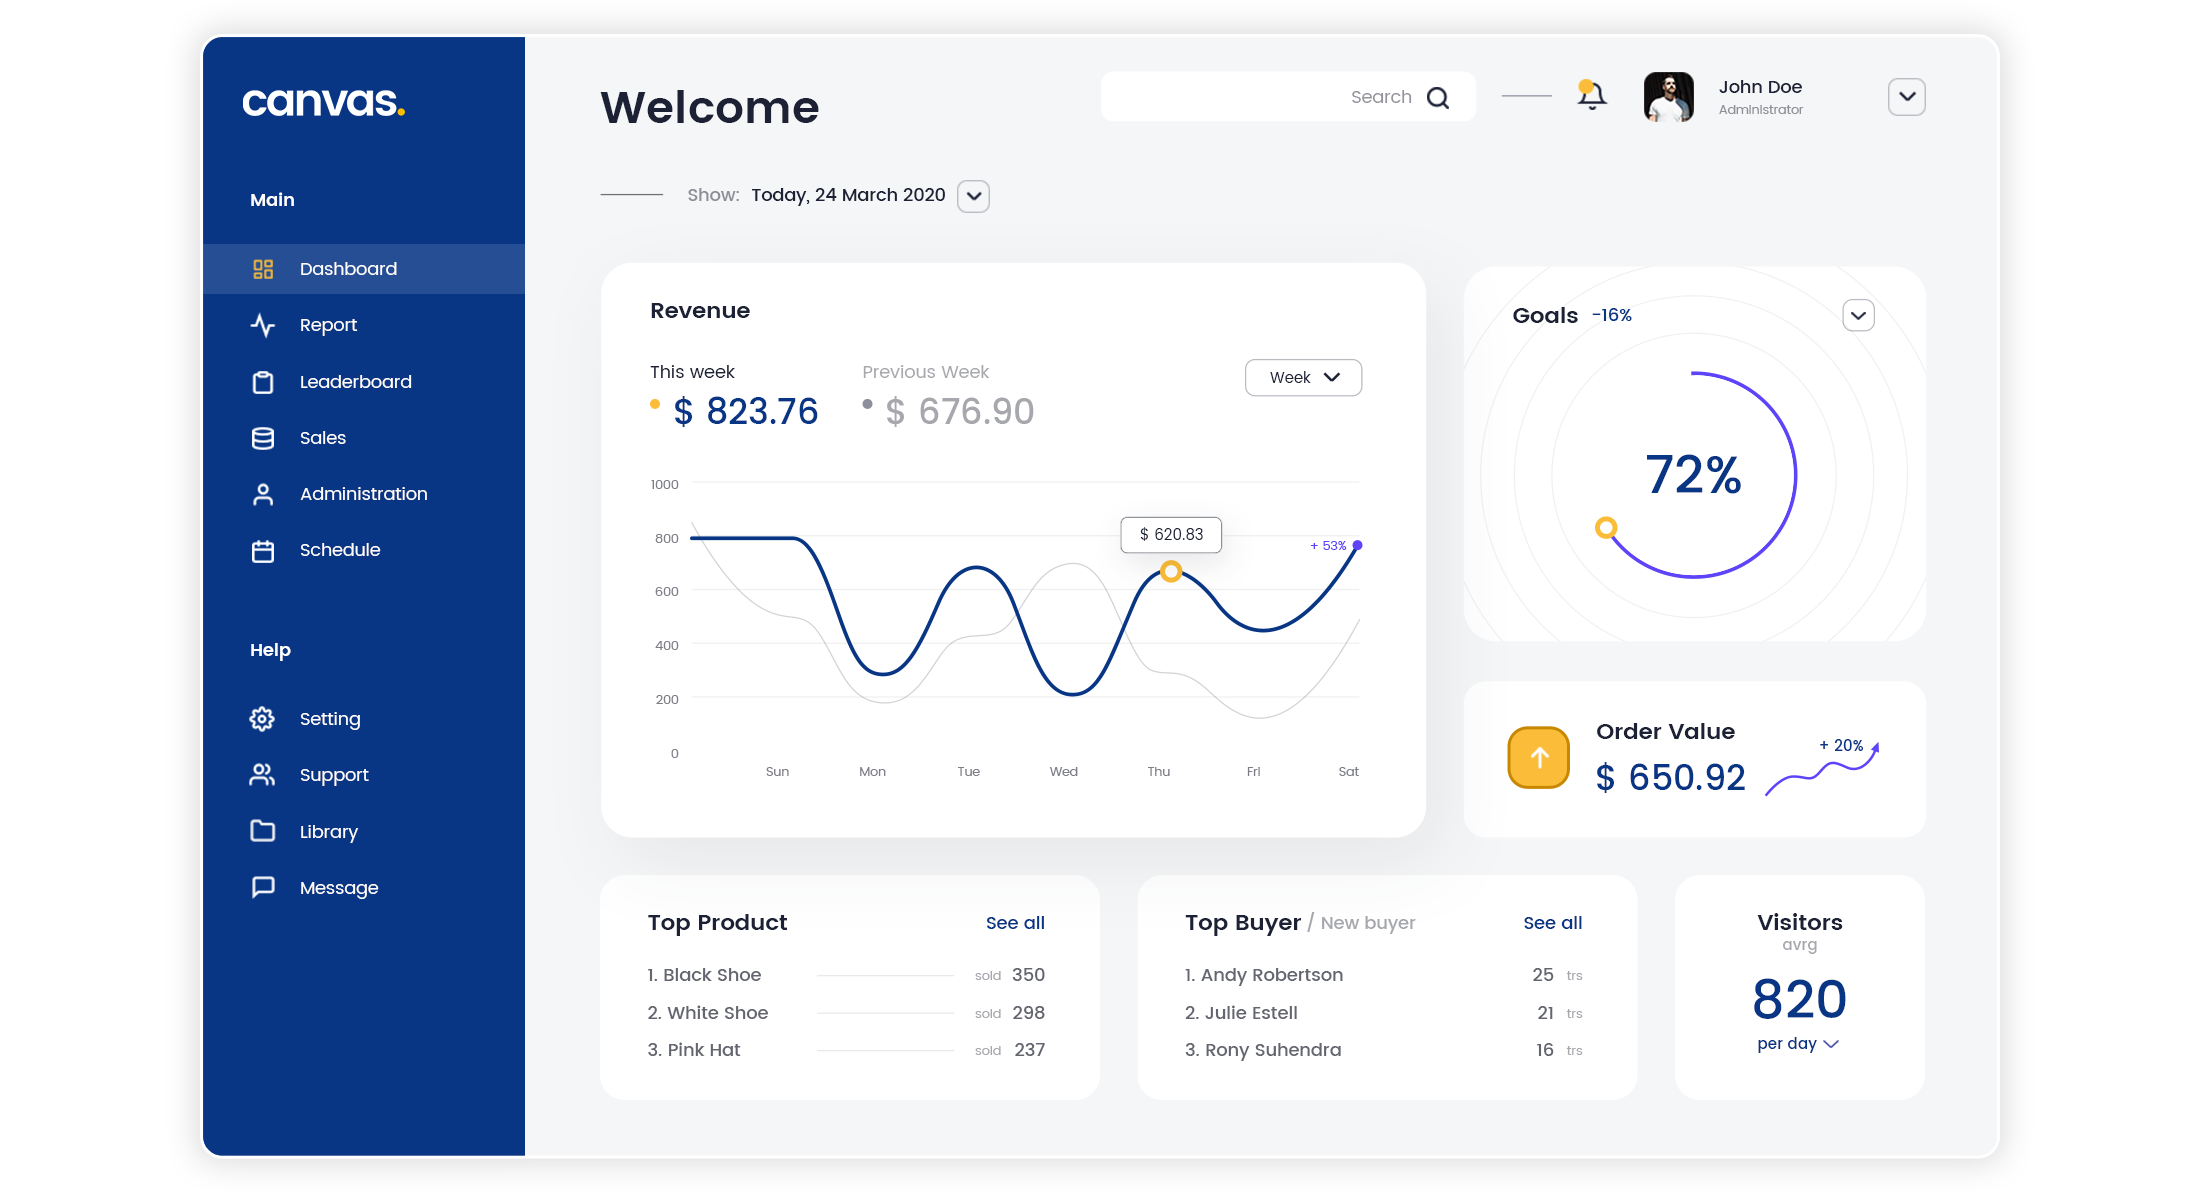 canvas.
Main
Dashboard
Report
Leaderboard
Sales
Administration
Schedule
Help
Setting
Support
Library
Message
Welcome
Search
John Doe
Administrator
Show: Today, 24 March 2020
Revenue
This week
$ 823.76
Previous Week
$ 676.90
Week
1000
800
600
400
200
0
$ 620.83
+ 53%
Sun Mon Tue Wed Thu Fri Sat
Goals -16%
72%
Order Value
$ 650.92
+ 20%
Top Product See all
1. Black Shoe sold 350
2. White Shoe sold 298
3. Pink Hat sold 237
Top Buyer / New buyer See all
1. Andy Robertson 25 trs
2. Julie Estell 21 trs
3. Rony Suhendra 16 trs
Visitors
avrg
820
per day